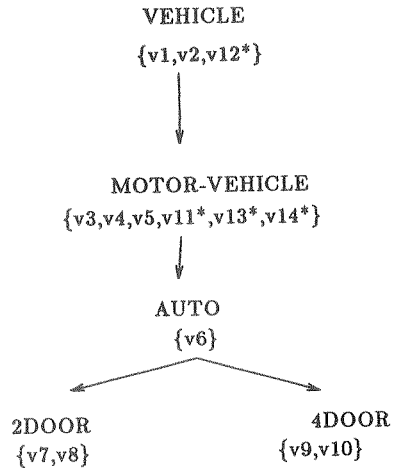 VEHICLE
{v1,v2,v12*}
MOTOR-VEHICLE
{v3,v4,v5,v11*,v13*,v14*}
AUTO
{v6}
2DOOR 4DOOR
{v7,v8} {v9,v10}